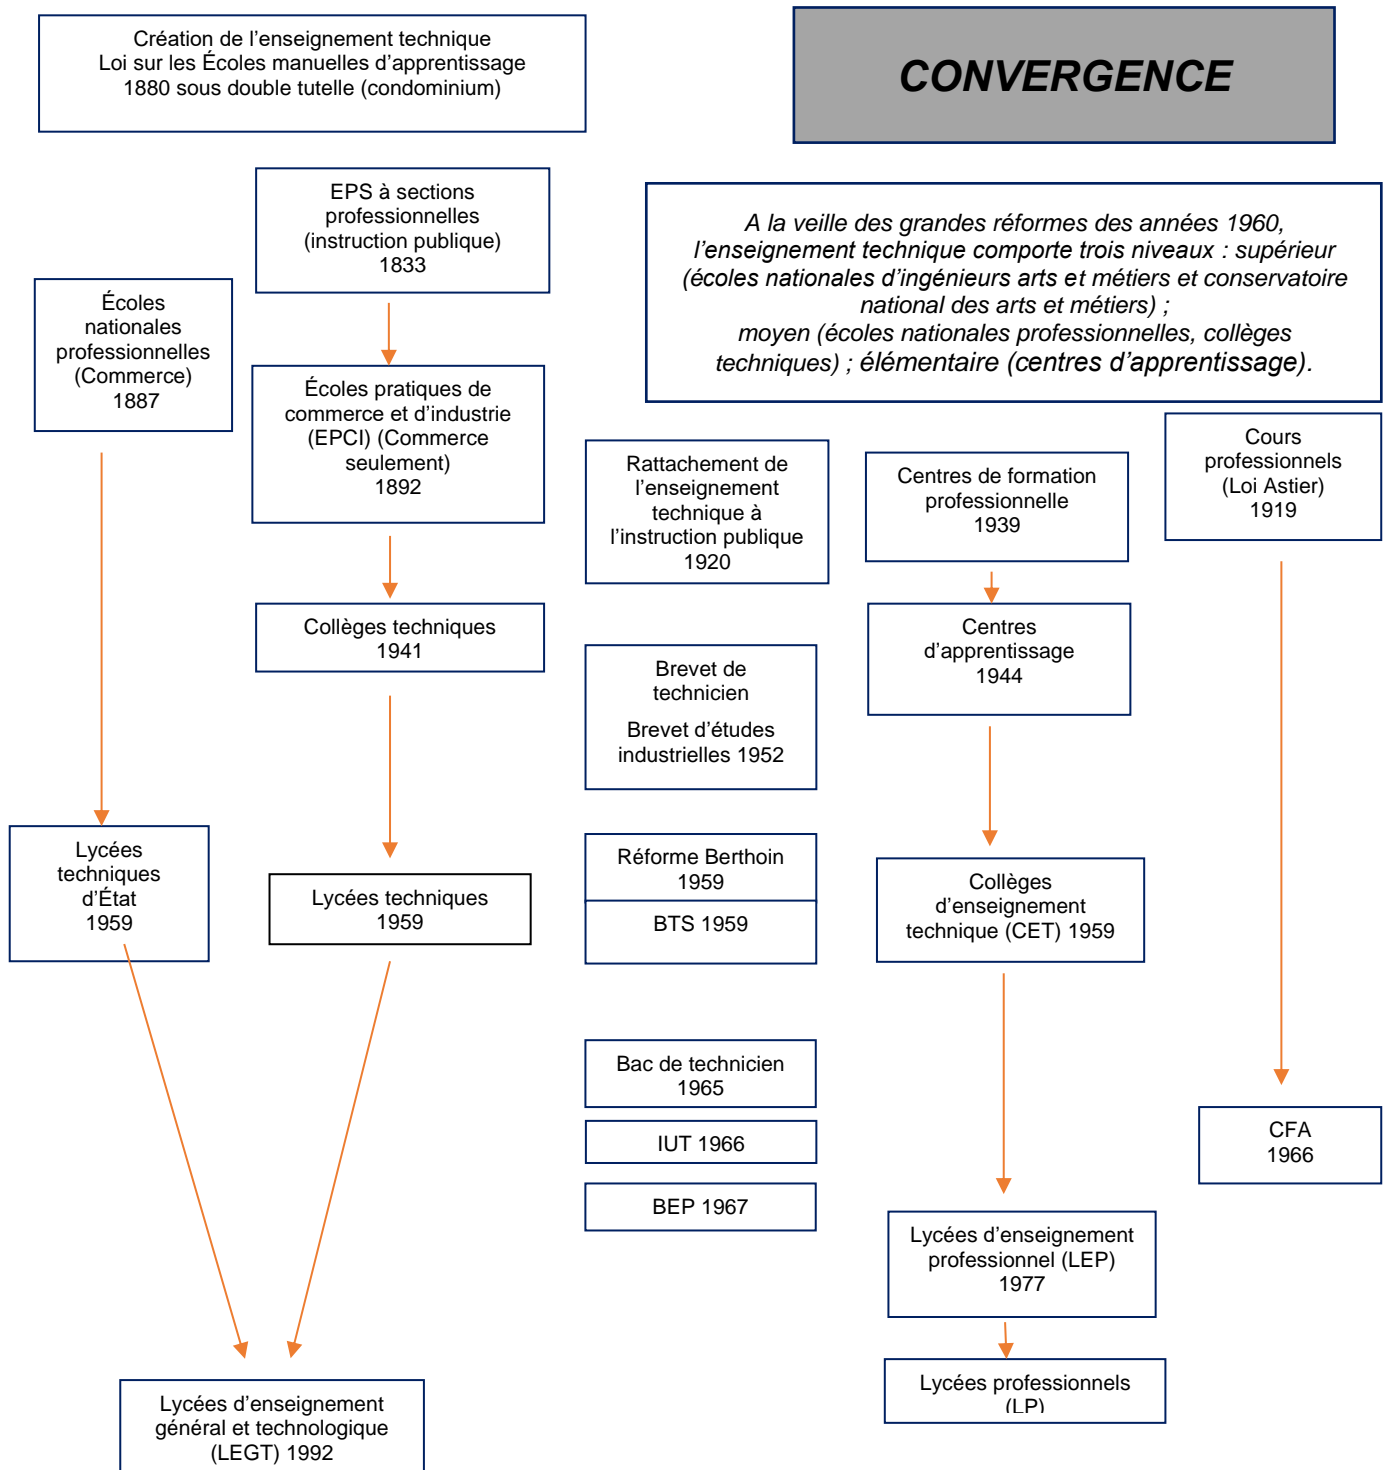 Création de l'enseignement technique
Loi sur les Écoles manuelles d'apprentissage
1880 sous double tutelle (condominium)
CONVERGENCE
EPS à sections
professionnelles
(instruction publique)
1833
A la veille des grandes réformes des années 1960,
l'enseignement technique comporte trois niveaux : supérieur
(écoles nationales d'ingénieurs arts et métiers et conservatoire
national des arts et métiers) ;
moyen (écoles nationales professionnelles, collèges
techniques) ; élémentaire (centres d'apprentissage).
Écoles
nationales
professionnelles
(Commerce)
1887
Écoles pratiques de
commerce et d'industrie
(EPCI) (Commerce
seulement)
1892
Rattachement de
l'enseignement
technique à
l'instruction publique
1920
Centres de formation
professionnelle
1939
Cours
professionnels
(Loi Astier)
1919
Collèges techniques
1941
Centres
d'apprentissage
1944
Brevet de
technicien
Brevet d'études
industrielles 1952
Lycées
techniques
d'État
1959
Lycées techniques
1959
Réforme Berthoin
1959
BTS 1959
Collèges
d'enseignement
technique (CET) 1959
Bac de technicien
1965
IUT 1966
BEP 1967
CFA
1966
Lycées d'enseignement
professionnel (LEP)
1977
Lycées professionnels
(LP)
Lycées d'enseignement
général et technologique
(LEGT) 1992